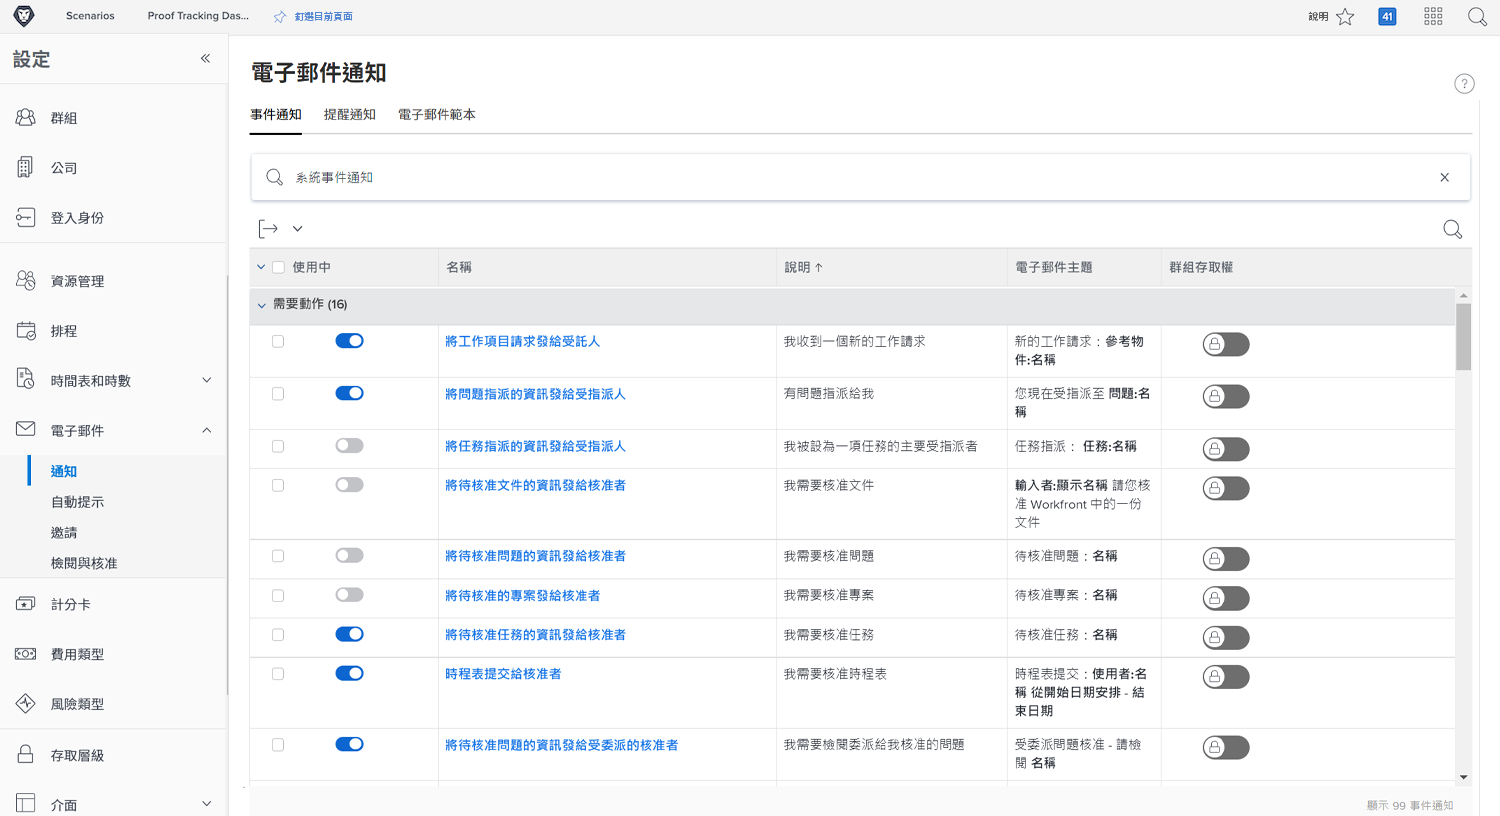 Scenarios
Proof Tracking Das...
釘選目前頁面
說明
41
設定
群組
公司
登入身份
資源管理
排程
時間表和時數
電子郵件
通知
自動提示
邀請
檢閱與核准
計分卡
費用類型
風險類型
存取層級
介面
電子郵件通知
?
事件通知
提醒通知
電子郵件範本
系統事件通知
使用中
名稱
說明
電子郵件主題
群組存取權
需要動作 (16)
將工作項目請求發給受託人
我收到一個新的工作請求
新的工作請求：參考物
件:名稱
將問題指派的資訊發給受指派人
有問題指派給我
您現在受指派至 問題:名
稱
將任務指派的資訊發給受指派人
我被設為一項任務的主要受指派者
任務指派： 任務:名稱
將待核准文件的資訊發給核准者
我需要核准文件
輸入者:顯示名稱 請您核
准 Workfront 中的一份
文件
將待核准問題的資訊發給核准者
我需要核准問題
待核准問題：名稱
將待核准的專案發給核准者
我需要核准專案
待核准專案：名稱
將待核准任務的資訊發給核准者
我需要核准任務
待核准任務：名稱
時程表提交給核准者
我需要核准時程表
時程表提交：使用者:名
稱 從開始日期安排 - 結
束日期
將待核准問題的資訊發給受委派的核准者
我需要檢閱委派給我核准的問題
受委派問題核准 - 請檢
閱 名稱
顯示 99 事件通知